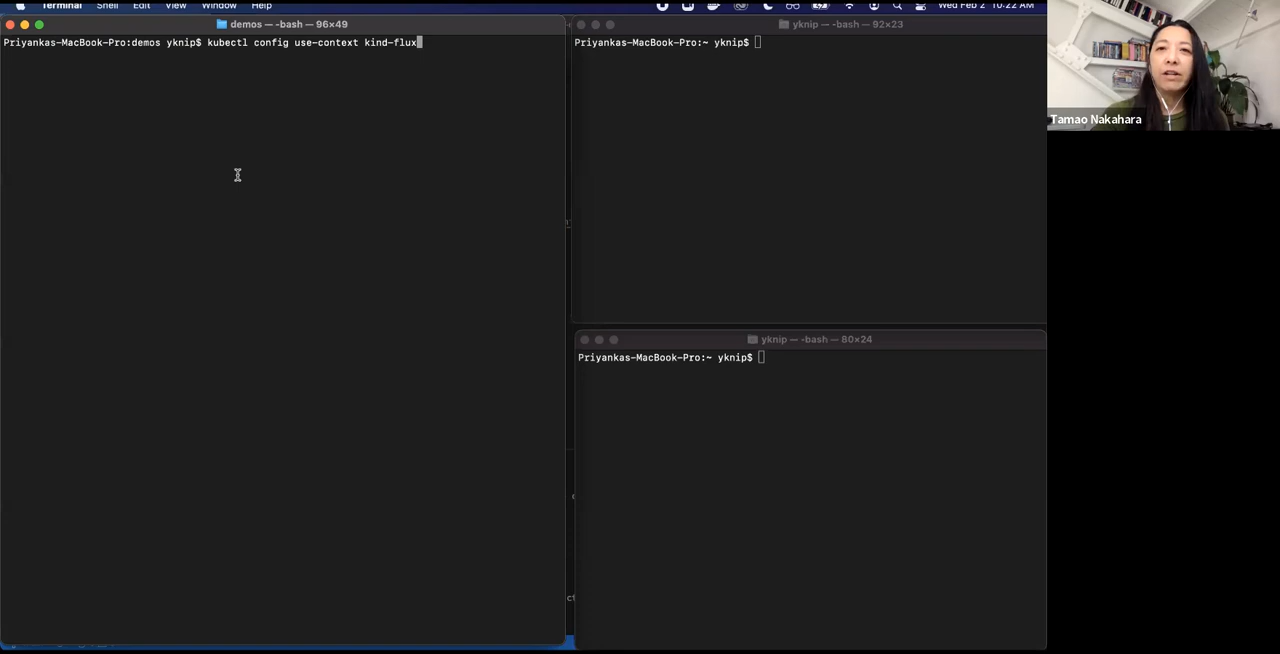 Terminal Shell Edit View Window Help
Wed Feb 2 10:22 AM
demos — -bash — 96×49
Priyankas-MacBook-Pro:demos yknip$ kubectl config use-context kind-flux
yknip — -bash — 92×23
Priyankas-MacBook-Pro:~ yknip$
yknip — -bash — 80×24
Priyankas-MacBook-Pro:~ yknip$
Tamao Nakahara